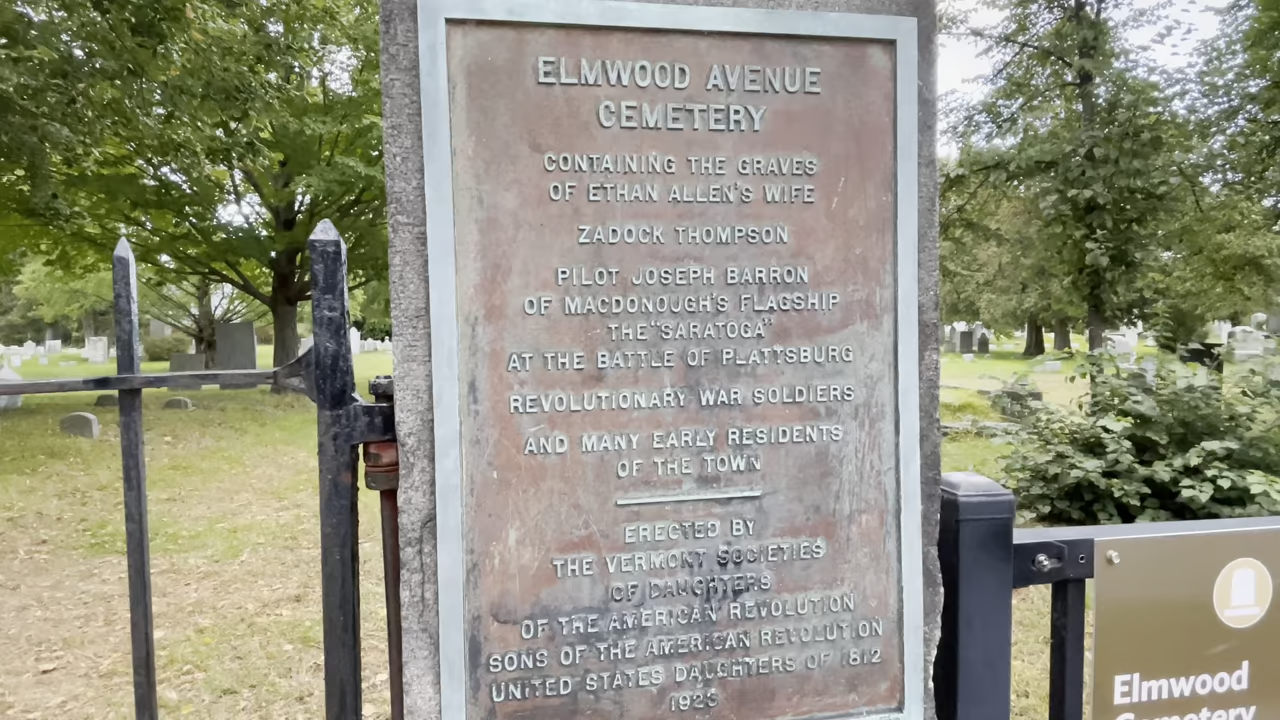 ELMWOOD AVENUE
CEMETERY
CONTAINING THE GRAVES
OF ETHAN ALLEN'S WIFE
ZADOCK THOMPSON
PILOT JOSEPH BARRON
OF MACDONOUGH'S FLAGSHIP
THE "SARATOGA"
AT THE BATTLE OF PLATTSBURG
REVOLUTIONARY WAR SOLDIERS
AND MANY EARLY RESIDENTS
OF THE TOWN
ERECTED BY
THE VERMONT SOCIETIES
OF DAUGHTERS
OF THE AMERICAN REVOLUTION
SONS OF THE AMERICAN REVOLUTION
UNITED STATES DAUGHTERS OF 1812
Elmwood
Cemetery